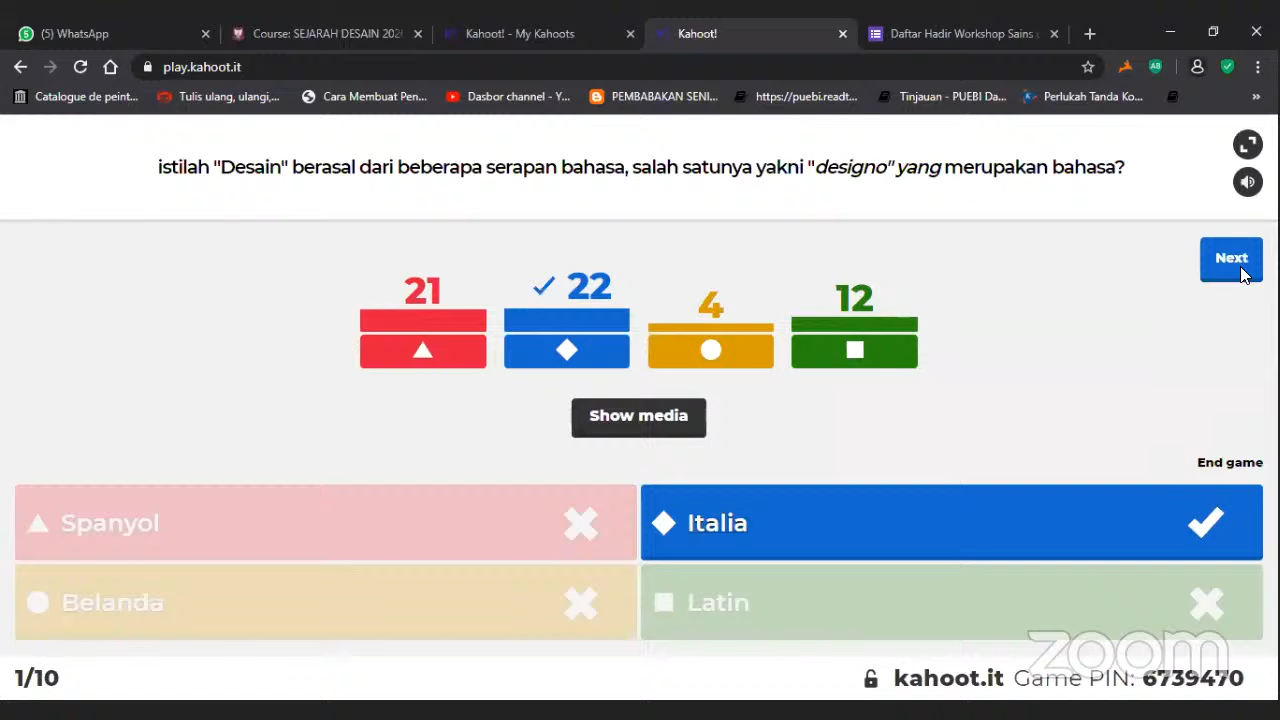 (5) WhatsApp
Course: SEJARAH DESAIN 202
Kahoot! - My Kahoots
Kahoot!
Daftar Hadir Workshop Sains
play.kahoot.it
AB
Catalogue de peint...
Tulis ulang, ulangi,...
Cara Membuat Pen...
Dasbor channel - Y...
PEMBABAKAN SENI...
https://puebi.readt...
Tinjauan - PUEBI Da...
Perlukah Tanda Ko...
istilah "Desain" berasal dari beberapa serapan bahasa, salah satunya yakni "designo" yang merupakan bahasa?
Next
21
22
4
12
Show media
End game
Spanyol
Italia
Belanda
Latin
zoom
1/10
kahoot.it Game PIN: 6739470